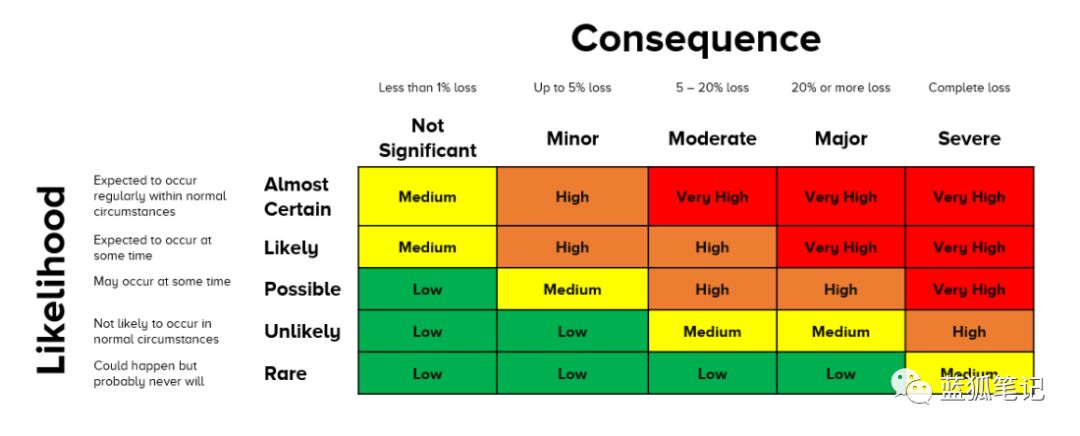 Consequence
Less than 1% loss
Up to 5% loss
5 – 20% loss
20% or more loss
Complete loss
Not
Significant
Minor
Moderate
Major
Severe
Likelihood
Expected to occur
regularly within normal
circumstances
Almost
Certain
Medium
High
Very High
Very High
Very High
Expected to occur at
some time
Likely
Medium
High
High
Very High
Very High
May occur at some time
Possible
Low
Medium
High
High
Very High
Not likely to occur in
normal circumstances
Unlikely
Low
Low
Medium
Medium
High
Could happen but
probably never will
Rare
Low
Low
Low
Low
Medium
蓝狐笔记